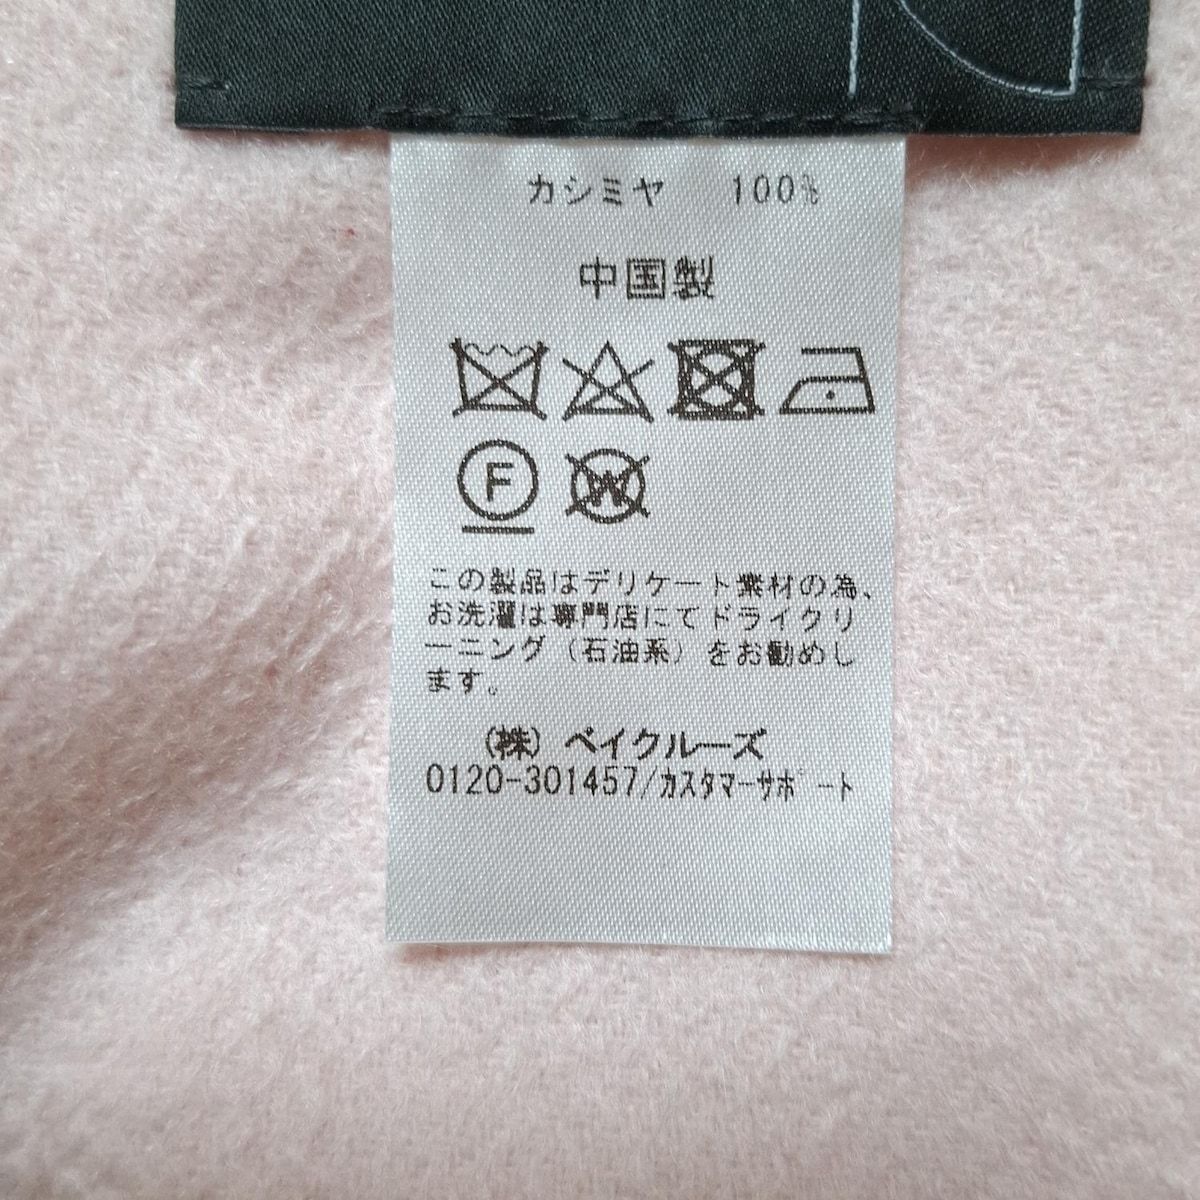 カシミヤ 100%
中国製
F
W
この製品はデリケート素材の為、
お洗濯は専門店にてドライクリ
ーニング（石油系）をお勧めし
ます。
（株）ベイクルーズ
0120-301457/カスタマーサポート